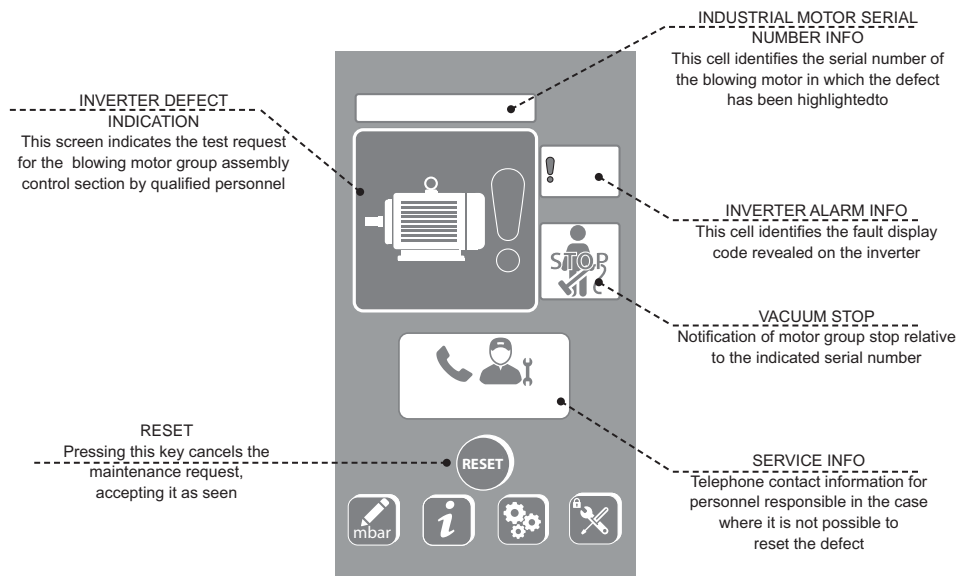 INDUSTRIAL MOTOR SERIAL
NUMBER INFO
This cell identifies the serial number of
the blowing motor in which the defect
has been highlightedto
INVERTER DEFECT
INDICATION
This screen indicates the test request
for the blowing motor group assembly
control section by qualified personnel
INVERTER ALARM INFO
This cell identifies the fault display
code revealed on the inverter
STOP
VACUUM STOP
Notification of motor group stop relative
to the indicated serial number
RESET
Pressing this key cancels the
maintenance request,
accepting it as seen
RESET
SERVICE INFO
Telephone contact information for
personnel responsible in the case
where it is not possible to
reset the defect
mbar
i